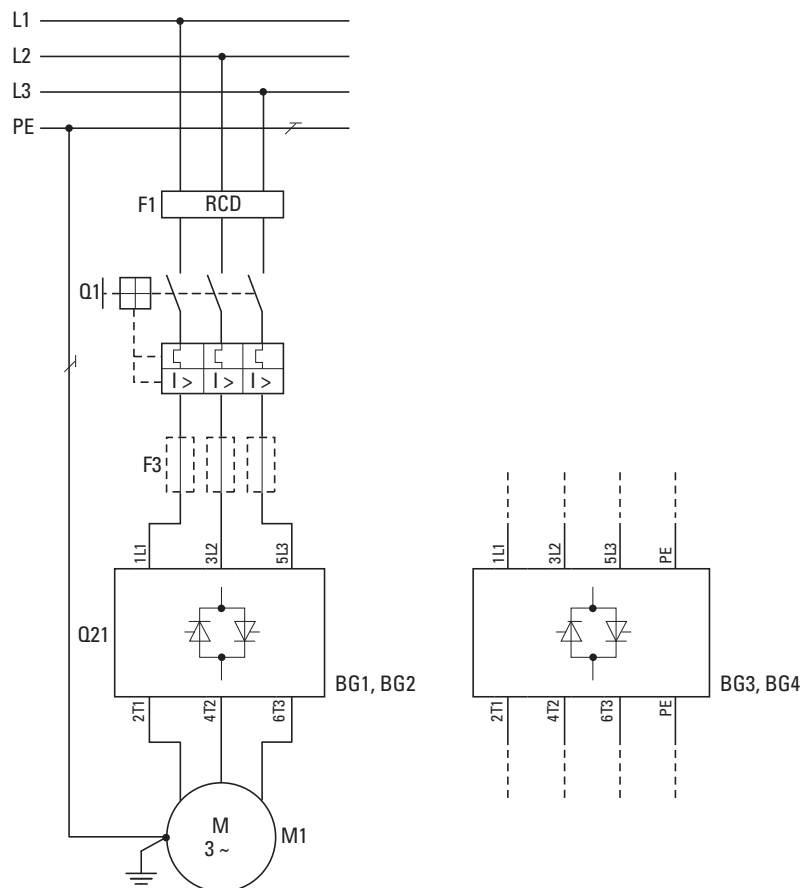 L1
L2
L3
PE
F1
RCD
Q1
I >
I >
I >
F3
1L1
3L2
5L3
1L1
3L2
5L3
PE
Q21
BG1, BG2
BG3, BG4
2T1
4T2
6T3
2T1
4T2
6T3
PE
M
3 ~
M1